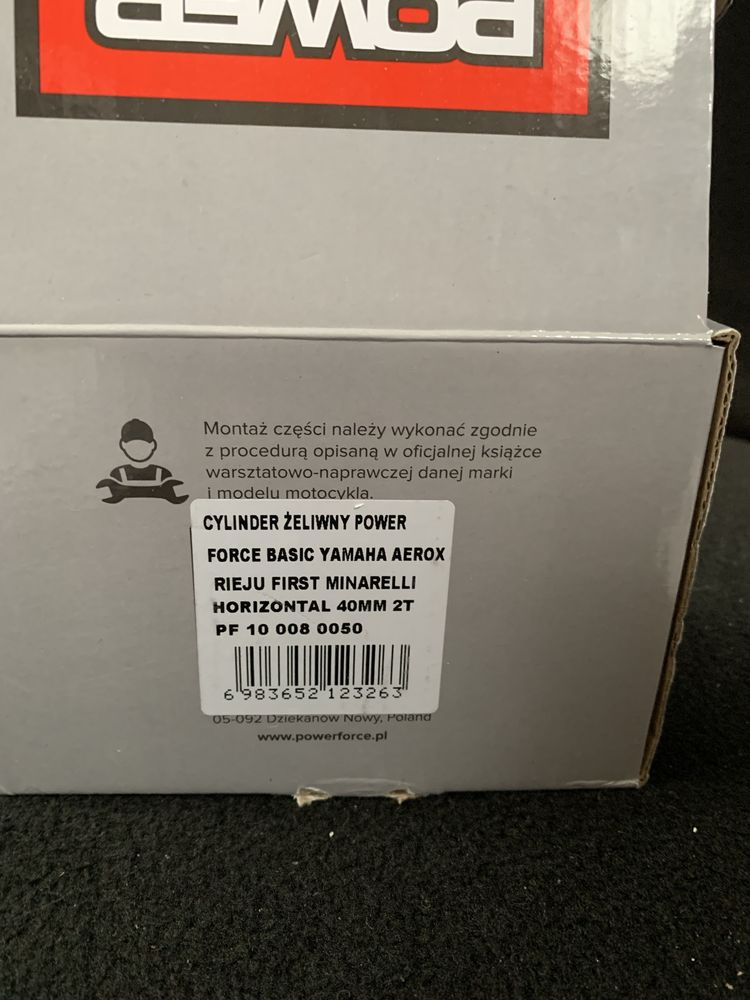 POWER
Montaż części należy wykonać zgodnie
z procedurą opisaną w oficjalnej książce
warsztatowo-naprawczej danej marki
i modelu motocykla.
CYLINDER ŻELIWNY POWER
FORCE BASIC YAMAHA AEROX
RIEJU FIRST MINARELLI
HORIZONTAL 40MM 2T
PF 10 008 0050
6 983652 123263
05-092 Dziekanów Nowy, Poland
www.powerforce.pl